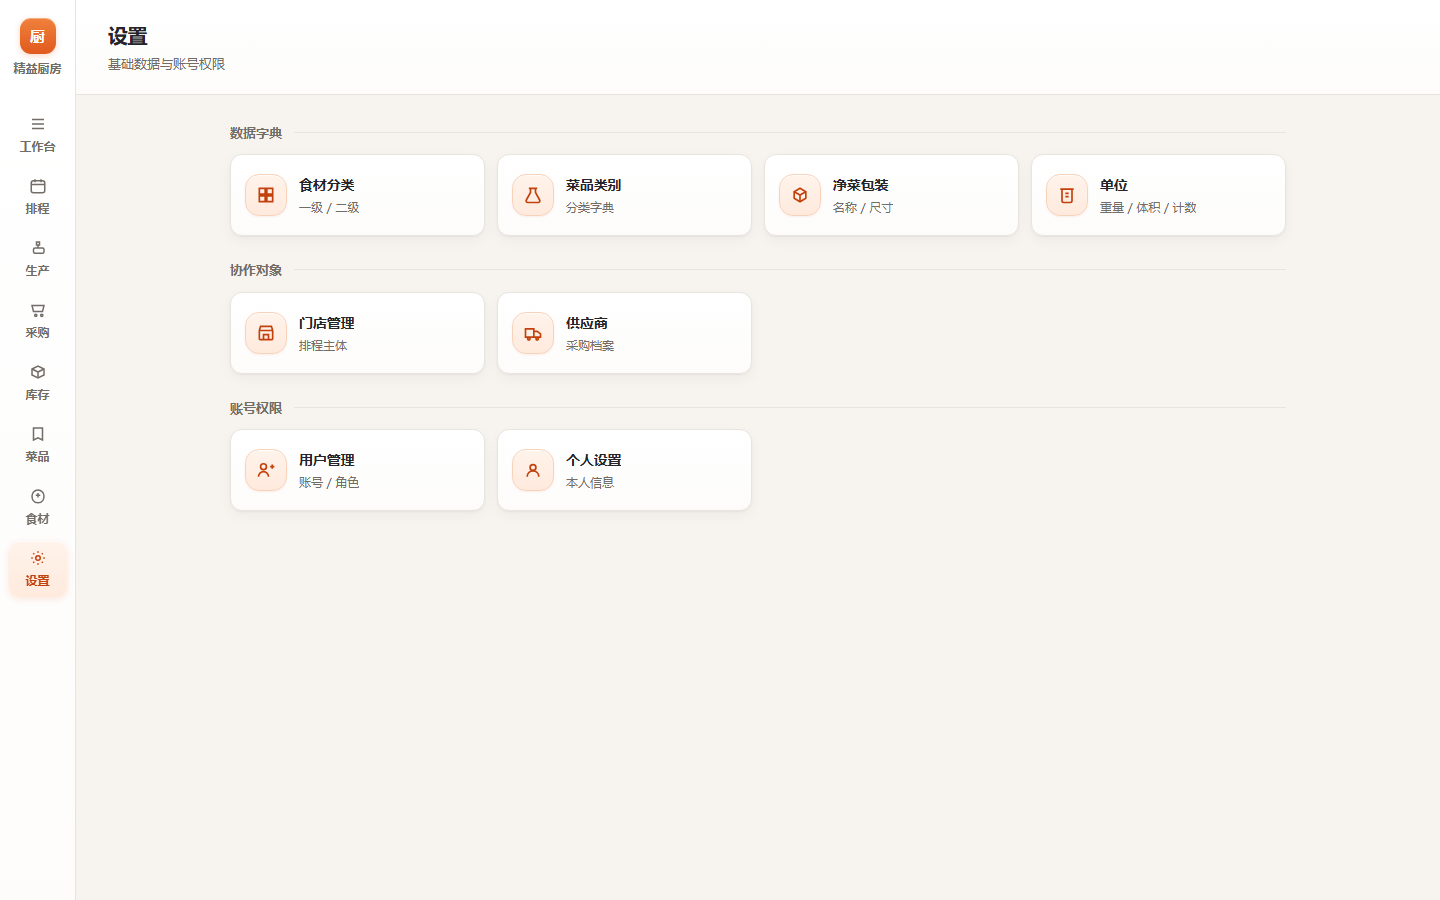 厨
精益厨房
工作台
排程
生产
采购
库存
菜品
食材
设置
设置
基础数据与账号权限
数据字典
食材分类
一级 / 二级
菜品类别
分类字典
净菜包装
名称 / 尺寸
单位
重量 / 体积 / 计数
协作对象
门店管理
排程主体
供应商
采购档案
账号权限
用户管理
账号 / 角色
个人设置
本人信息